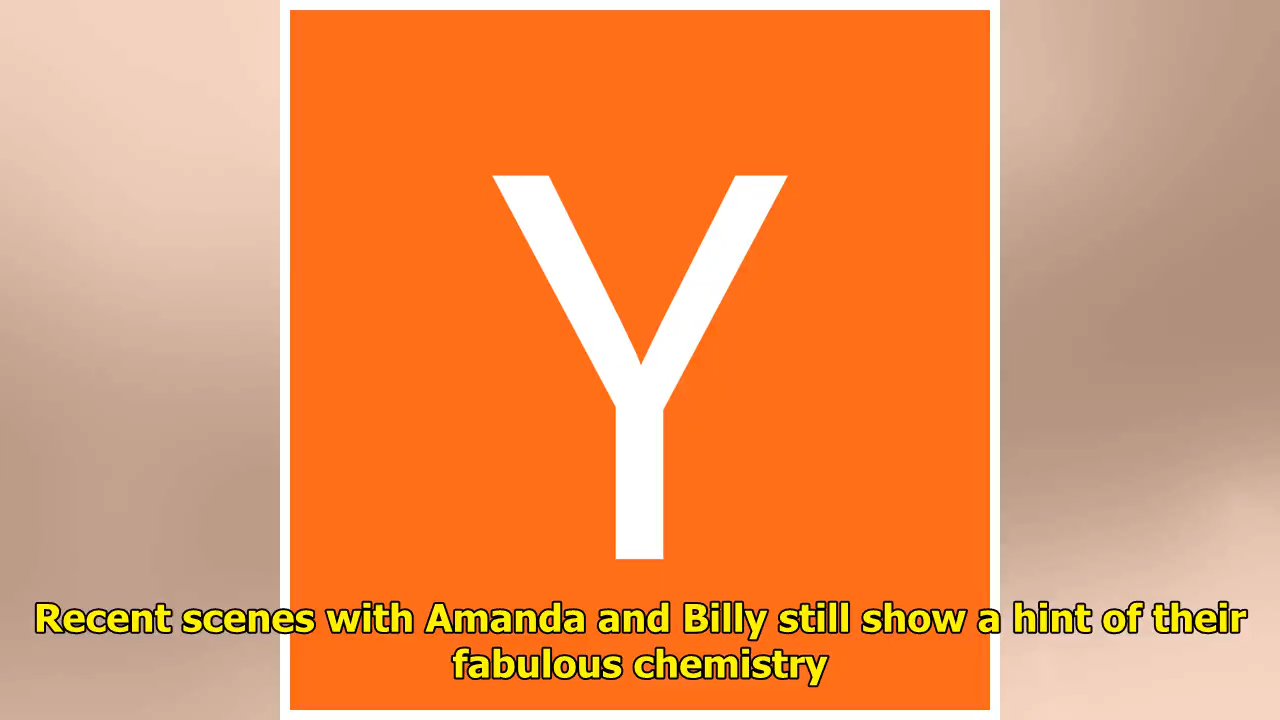 Y
Recent scenes with Amanda and Billy still show a hint of their
fabulous chemistry